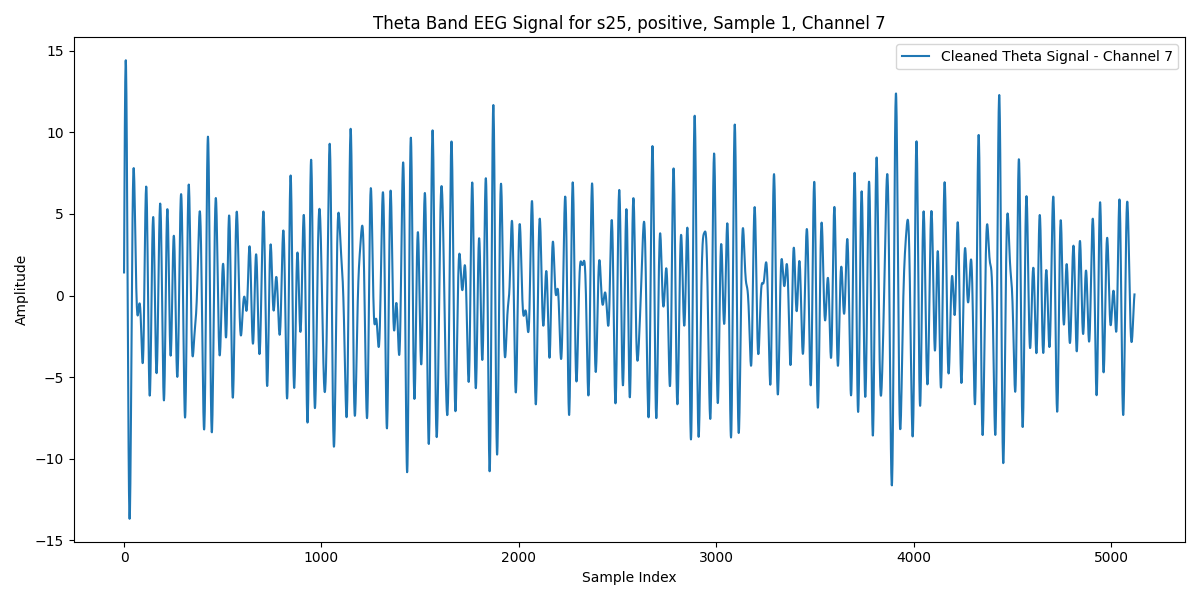 Theta Band EEG Signal for s25, positive, Sample 1, Channel 7
Cleaned Theta Signal - Channel 7
15
10
5
0
−5
−10
−15
Amplitude
0 1000 2000 3000 4000 5000
Sample Index